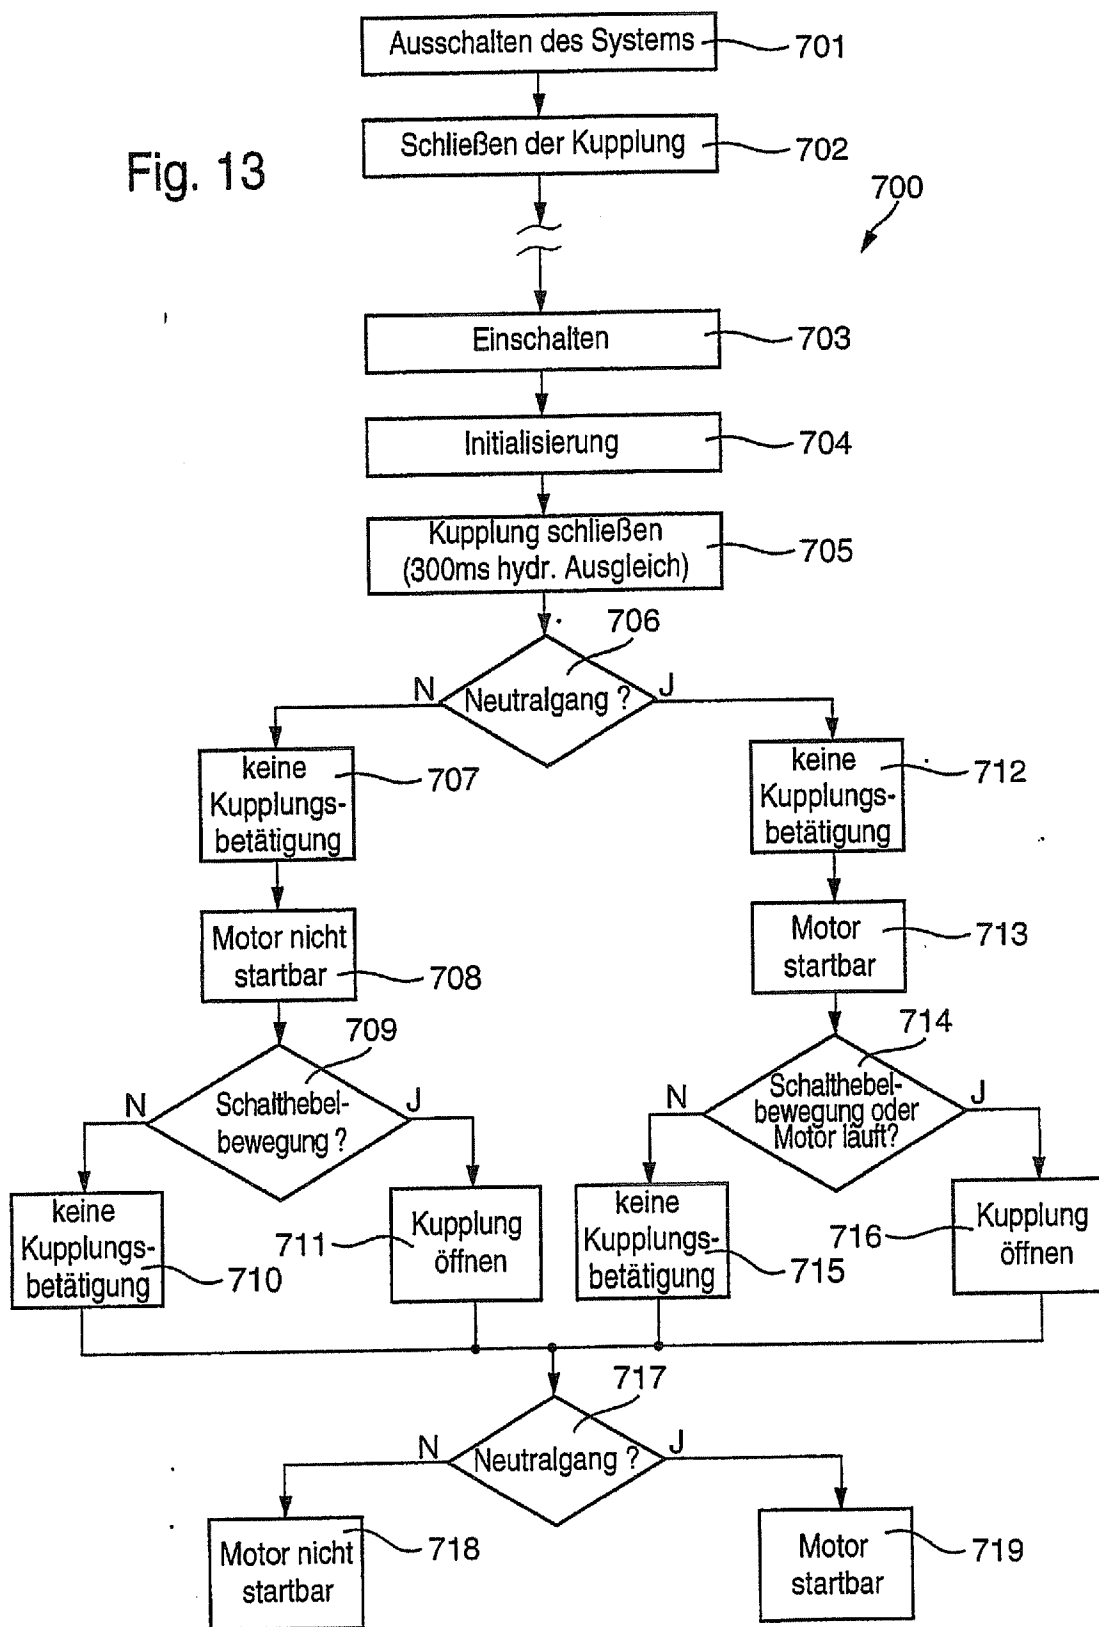 Ausschalten des Systems
701
Schließen der Kupplung
702
Fig. 13
700
Einschalten
703
Initialisierung
704
Kupplung schließen
(300ms hydr. Ausgleich)
705
706
N
Neutralgang ?
J
keine
Kupplungs-
betätigung
707
keine
Kupplungs-
betätigung
712
Motor nicht
startbar
708
Motor
startbar
713
709
N
Schalthebel-
bewegung ?
J
714
N
Schalthebel-
bewegung oder
Motor läuft?
J
keine
Kupplungs-
betätigung
710
711
Kupplung
öffnen
keine
Kupplungs-
betätigung
715
716
Kupplung
öffnen
717
N
Neutralgang ?
J
Motor nicht
startbar
718
Motor
startbar
719